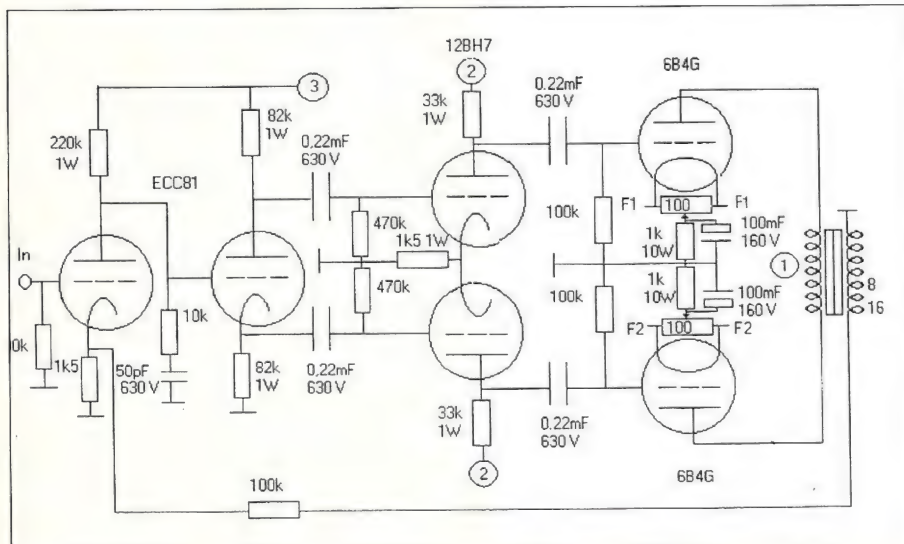 12BH7
2
6B4G
3
33k
1W
0.22mF
630 V
82k
1W
220k
1W
0,22mF
630 V
ECC81
F1
100
F1
470k
1k5 1W
100k
1k
10W
100mF
160 V
In
1
470k
100k
1k
10W
100mF
160 V
8
16
10k
F2
100
F2
0k
1k5
50pF
630 V
82k
1W
0,22mF
630 V
33k
1W
0,22mF
630 V
2
6B4G
100k